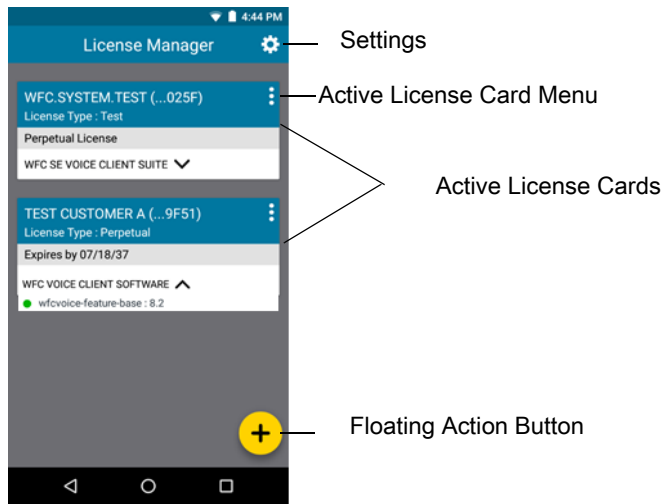 4:44 PM
License Manager
Settings
WFC.SYSTEM.TEST (...025F)
License Type : Test
Active License Card Menu
Perpetual License
WFC SE VOICE CLIENT SUITE
Active License Cards
TEST CUSTOMER A (...9F51)
License Type : Perpetual
Expires by 07/18/37
WFC VOICE CLIENT SOFTWARE
wfcvoice-feature-base : 8.2
+
Floating Action Button